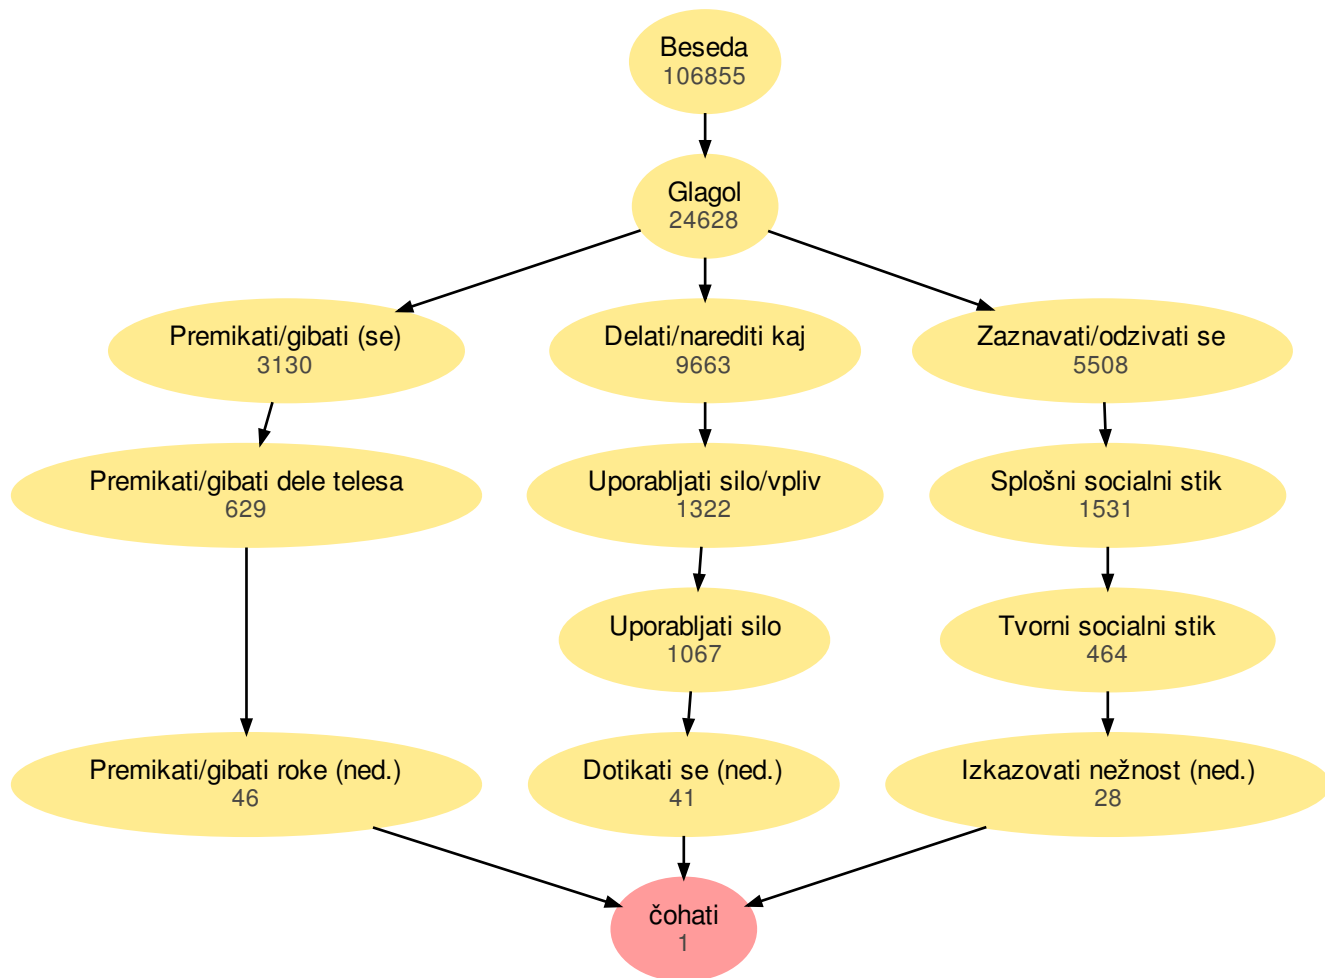 Beseda
106855
Glagol
24628
Premikati/gibati (se)
3130
Delati/narediti kaj
9663
Zaznavati/odzivati se
5508
Premikati/gibati dele telesa
629
Uporabljati silo/vpliv
1322
Splošni socialni stik
1531
Uporabljati silo
1067
Tvorni socialni stik
464
Premikati/gibati roke (ned.)
46
Dotikati se (ned.)
41
Izkazovati nežnost (ned.)
28
čohati
1